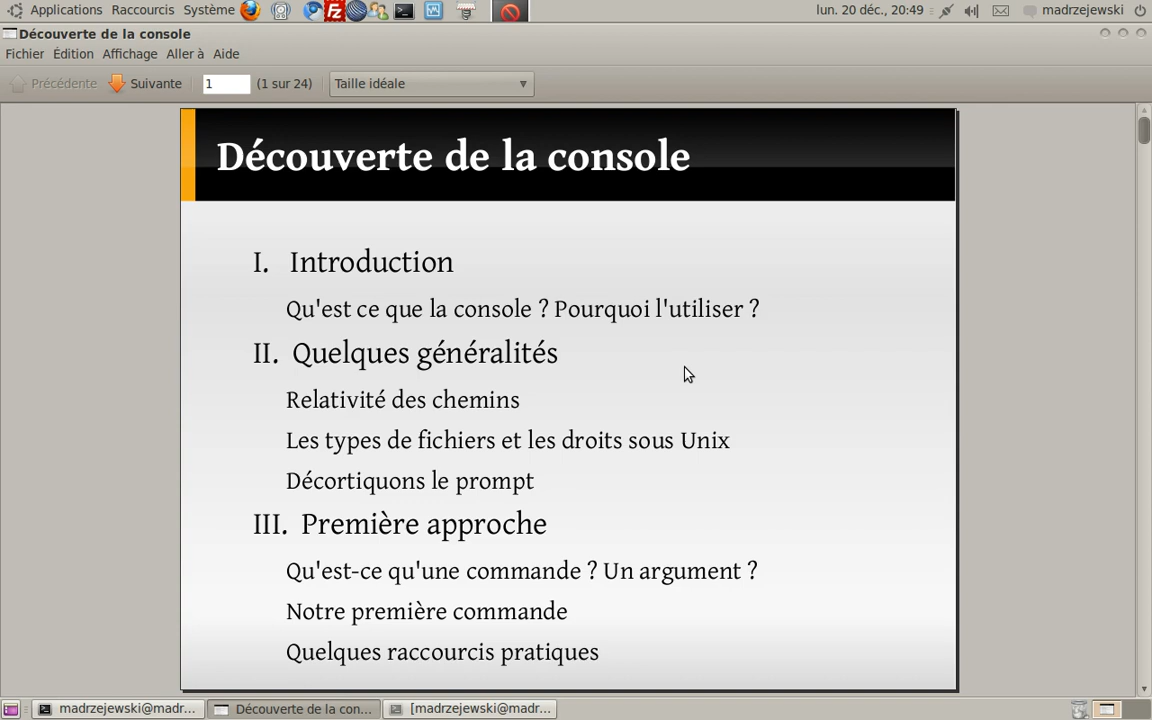 Applications Raccourcis Système lun. 20 déc., 20:49 madrzejewski
Découverte de la console
Fichier Édition Affichage Aller à Aide
Précédente Suivante 1 (1 sur 24) Taille idéale
Découverte de la console
I. Introduction
Qu'est ce que la console ? Pourquoi l'utiliser ?
II. Quelques généralités
Relativité des chemins
Les types de fichiers et les droits sous Unix
Décortiquons le prompt
III. Première approche
Qu'est-ce qu'une commande ? Un argument ?
Notre première commande
Quelques raccourcis pratiques
madrzejewski@madr... Découverte de la con... [madrzejewski@madr...